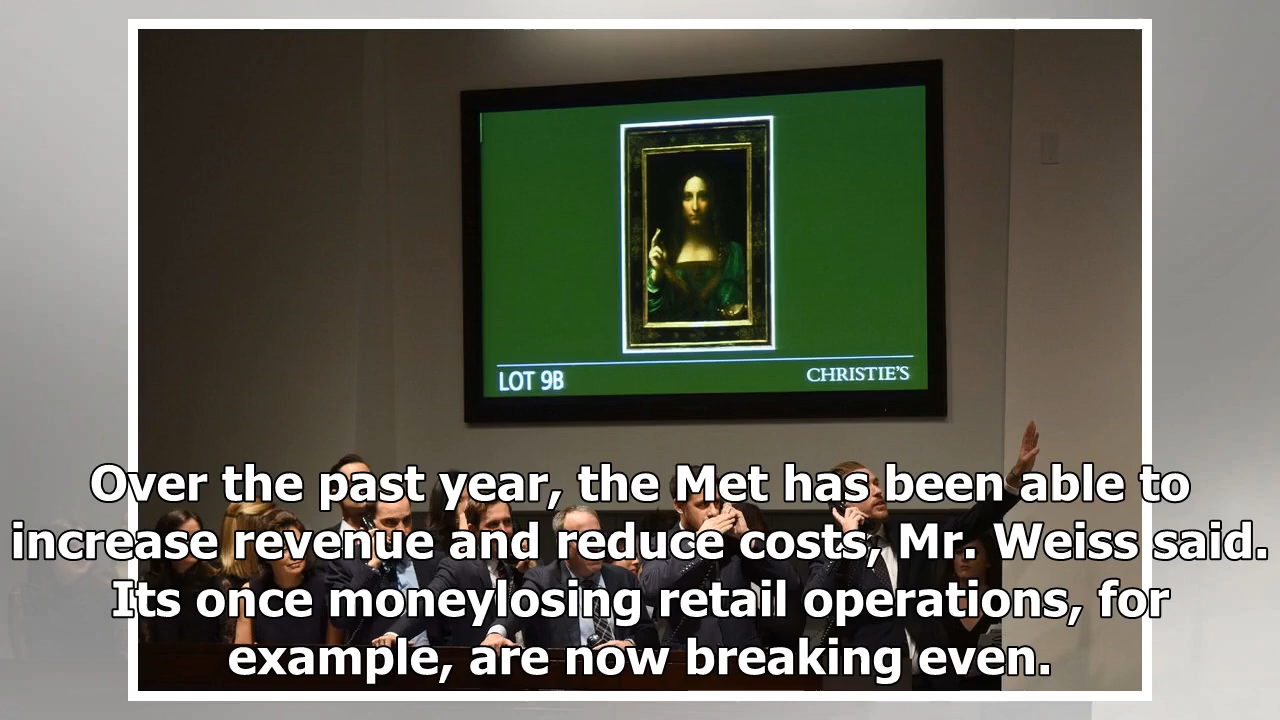 LOT 9B
CHRISTIE'S
Over the past year, the Met has been able to
increase revenue and reduce costs, Mr. Weiss said.
Its once moneylosing retail operations, for
example, are now breaking even.